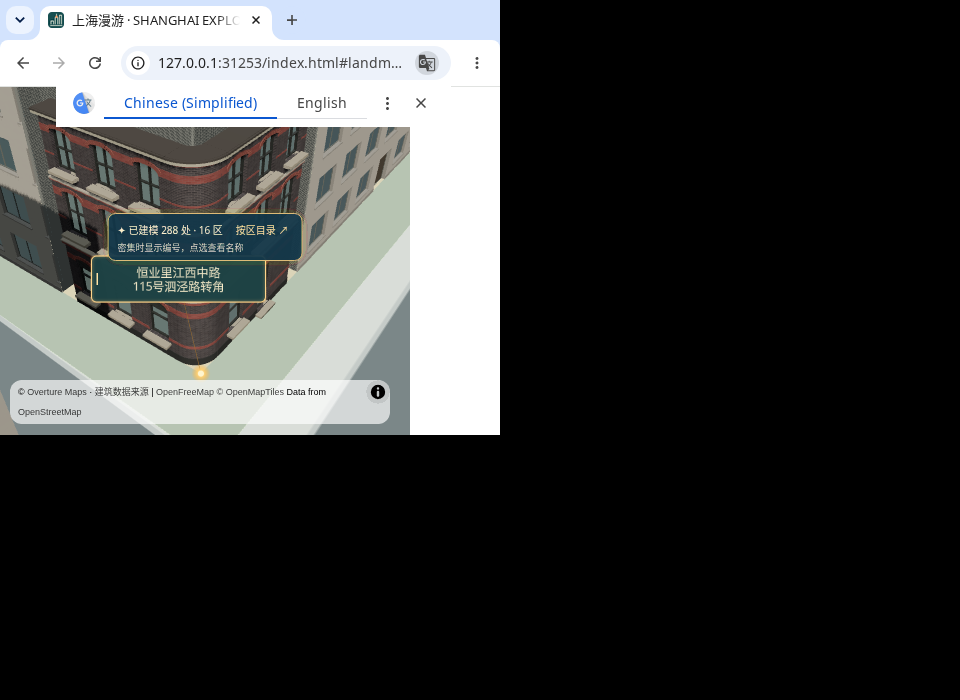 上海漫游 · SHANGHAI EXPLO
127.0.0.1:31253/index.html#landm...
Chinese (Simplified)
English
✦ 已建模 288 处 · 16 区 按区目录 ↗
密集时显示编号，点选查看名称
恒业里江西中路
115号泗泾路转角
© Overture Maps · 建筑数据来源 | OpenFreeMap © OpenMapTiles Data from
OpenStreetMap